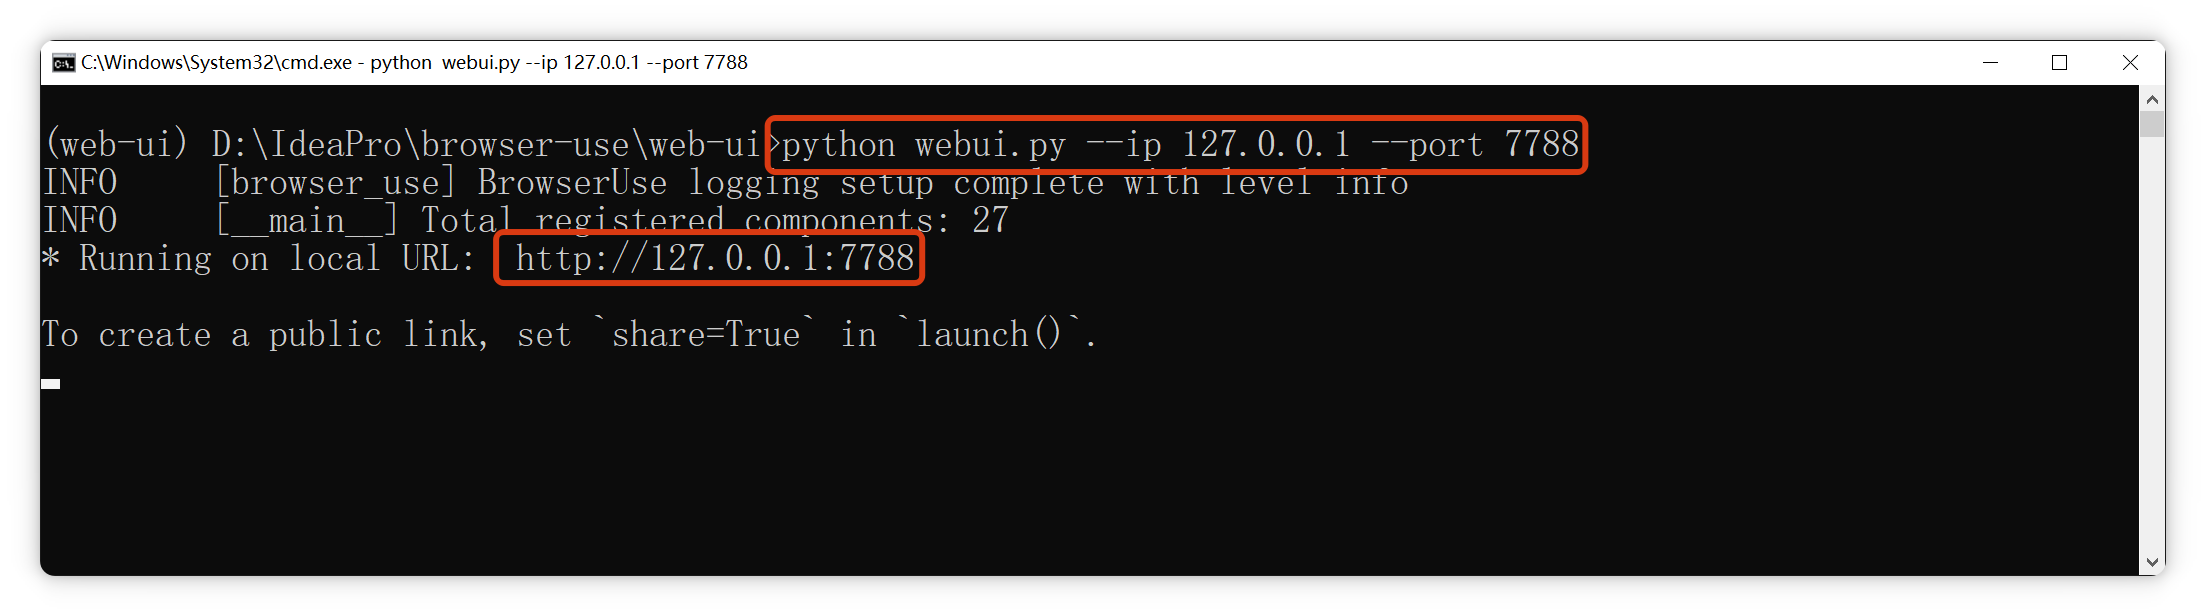 C:\Windows\System32\cmd.exe - python  webui.py --ip 127.0.0.1 --port 7788
(web-ui) D:\IdeaPro\browser-use\web-ui>python webui.py --ip 127.0.0.1 --port 7788
INFO     [browser_use] BrowserUse logging setup complete with level info
INFO     [__main__] Total registered components: 27
* Running on local URL:  http://127.0.0.1:7788
To create a public link, set `share=True` in `launch()`.